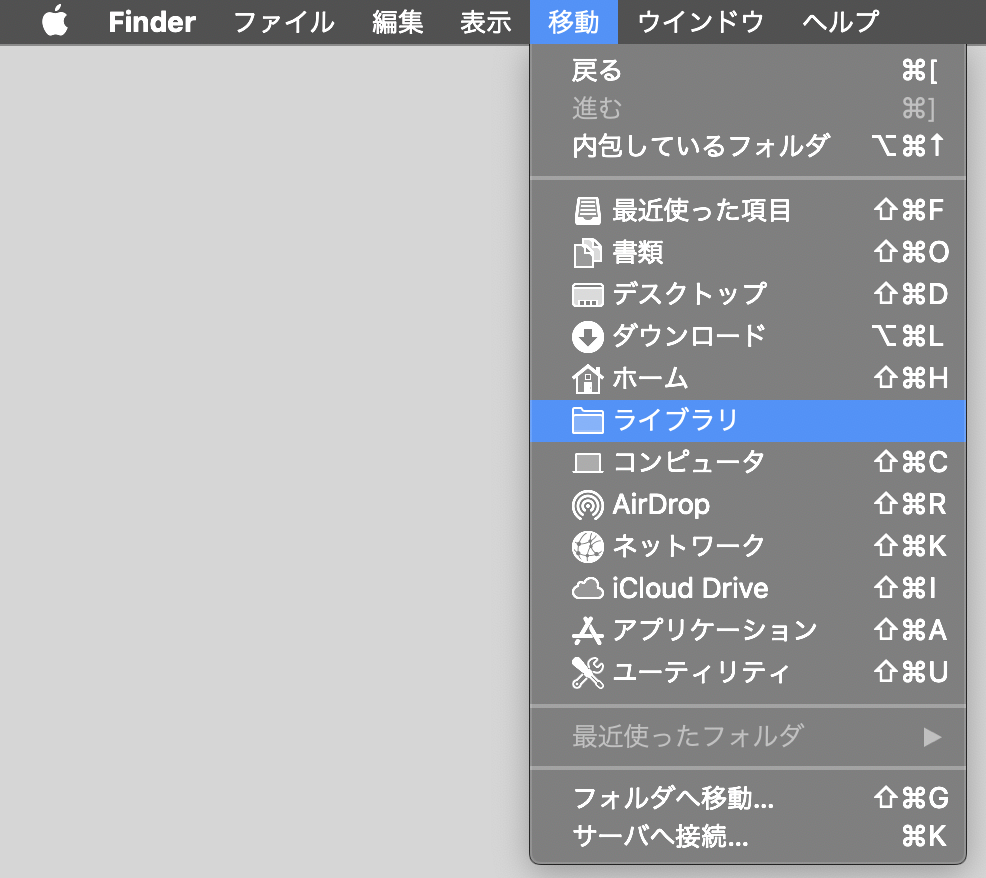 Finder ファイル 編集 表示 移動 ウインドウ ヘルプ
戻る ⌘[
進む ⌘]
内包しているフォルダ ⌥⌘↑
最近使った項目 ⇧⌘F
書類 ⇧⌘O
デスクトップ ⇧⌘D
ダウンロード ⌥⌘L
ホーム ⇧⌘H
ライブラリ
コンピュータ ⇧⌘C
AirDrop ⇧⌘R
ネットワーク ⇧⌘K
iCloud Drive ⇧⌘I
アプリケーション ⇧⌘A
ユーティリティ ⇧⌘U
最近使ったフォルダ ▶
フォルダへ移動... ⇧⌘G
サーバへ接続... ⌘K